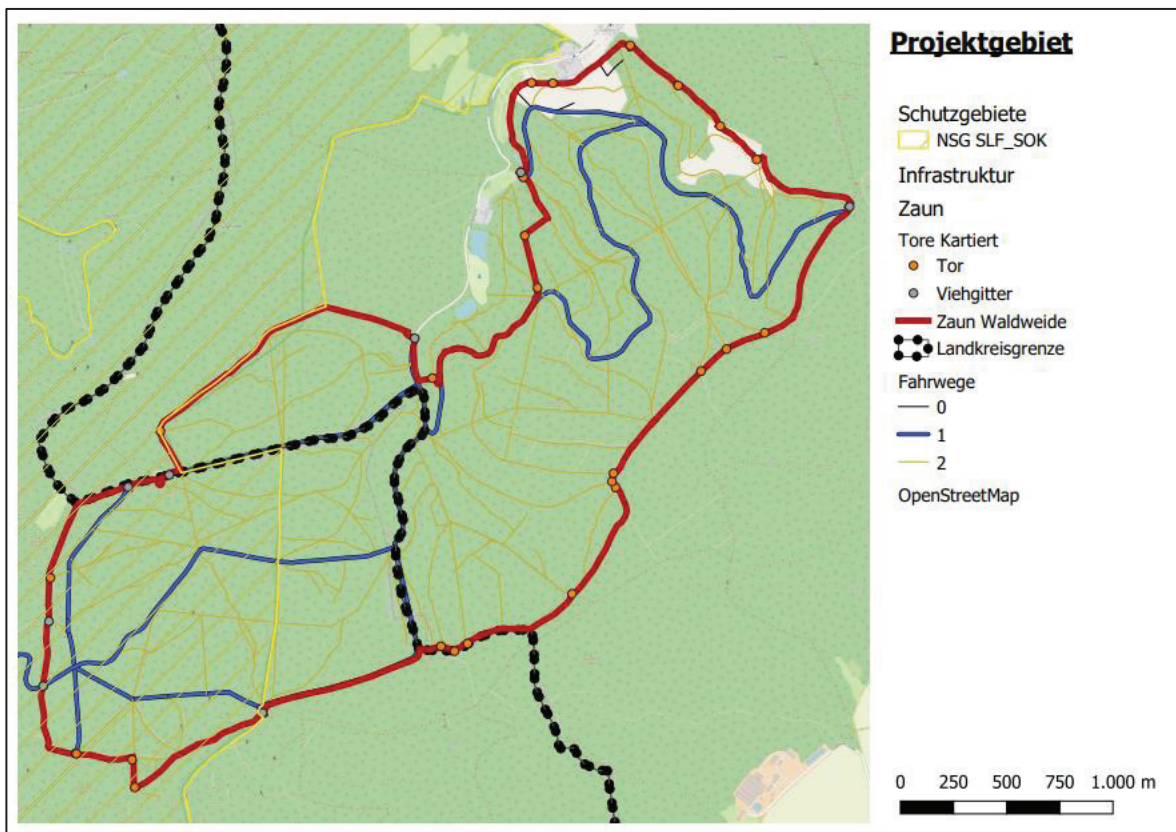 Projektgebiet
Schutzgebiete
NSG SLF_SOK
Infrastruktur
Zaun
Tore Kartiert
Tor
Viehgitter
Zaun Waldweide
Landkreisgrenze
Fahrwege
0
1
2
OpenStreetMap
0 250 500 750 1.000 m